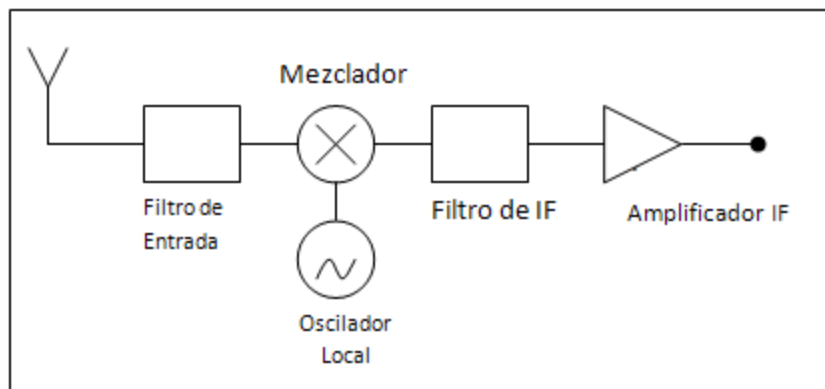 Mezclador
Filtro de
Entrada
Filtro de IF
Amplificador IF
Oscilador
Local